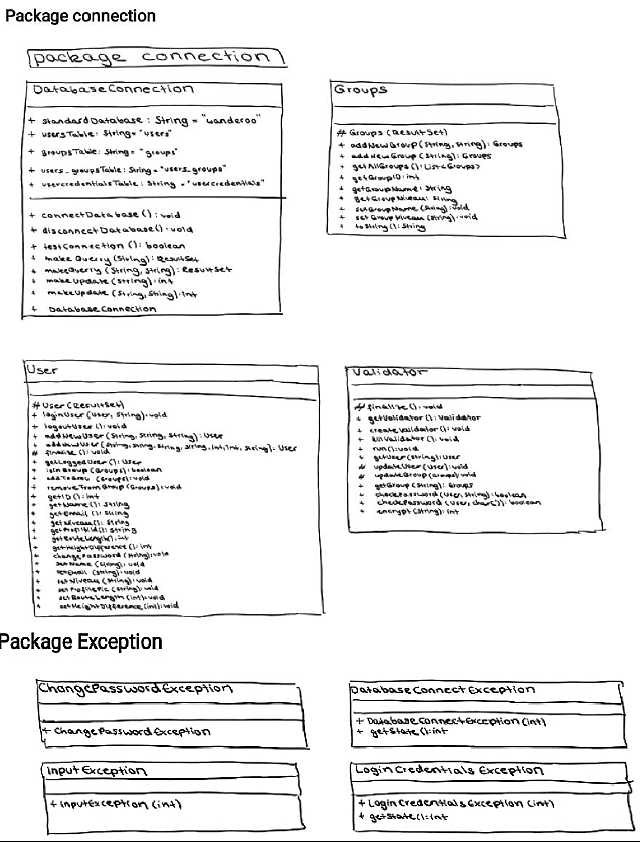 Package connection
package connection
DatabaseConnection
+ standardDatabase : String = "wanderoo"
+ usersTable: String= "users"
+ groupsTable: String= "groups"
+ users_groupsTable: String = "users_groups"
+ usercredentialsTable: String = "usercredentials"
+ connectDatabase(): void
+ disconnectDatabase(): void
+ testConnection (): boolean
+ makeQuerry (String): ResultSet
+ makeQuerry (String, String): ResultSet
+ makeUpdate (String): int
+ makeUpdate (String, String): int
+ DatabaseConnection
Groups
# Groups (ResultSet)
+ addNewGroup (String, String): Groups
+ addNewGroup (String): Groups
+ getAllGroups (): List<Groups>
+ getGroupID: int
+ getGroupName: String
+ getGroupNiveau: String
+ setGroupName (String): void
+ setGroupNiveau (String): void
+ toString (): String
User
# User (ResultSet)
+ loginUser (User, String): void
+ logoutUser (): void
+ addNewUser (String, String, String): User
+ addNewUser (String, String, String, String, int, int, String): User
# finalize (): void
+ getLoggedUser (): User
+ isInGroup (Groups): boolean
+ addToGroup (Groups): void
+ removeFromGroup (Groups): void
+ getID (): int
+ getName (): String
+ getEmail (): String
+ getNiveau (): String
+ getProfilBild (): String
+ getRouteLength(): int
+ getHeightDifference (): int
+ changePassword (String): void
+ setName (String): void
+ setEmail (String): void
+ setNiveau (String): void
+ setProfilePic (String): void
+ setRouteLength (int): void
+ setHeightDifference (int): void
Validator
# finalize (): void
+ getValidator (): Validator
+ createValidator (): void
+ killValidator (): void
+ run(): void
+ getUser (String): User
# updateUser (User): void
# updateGroup (Groups): void
+ getGroup (String): Groups
+ checkPassword (User, String): boolean
+ checkPassword (User, char[]): boolean
+ encrypt (String): int
Package Exception
ChangePasswordException
+ ChangePasswordException
DatabaseConnectException
+ DatabaseConnectException (int)
+ getState (): int
InputException
+ InputException (int)
LoginCredentialsException
+ LoginCredentialsException (int)
+ getState(): int